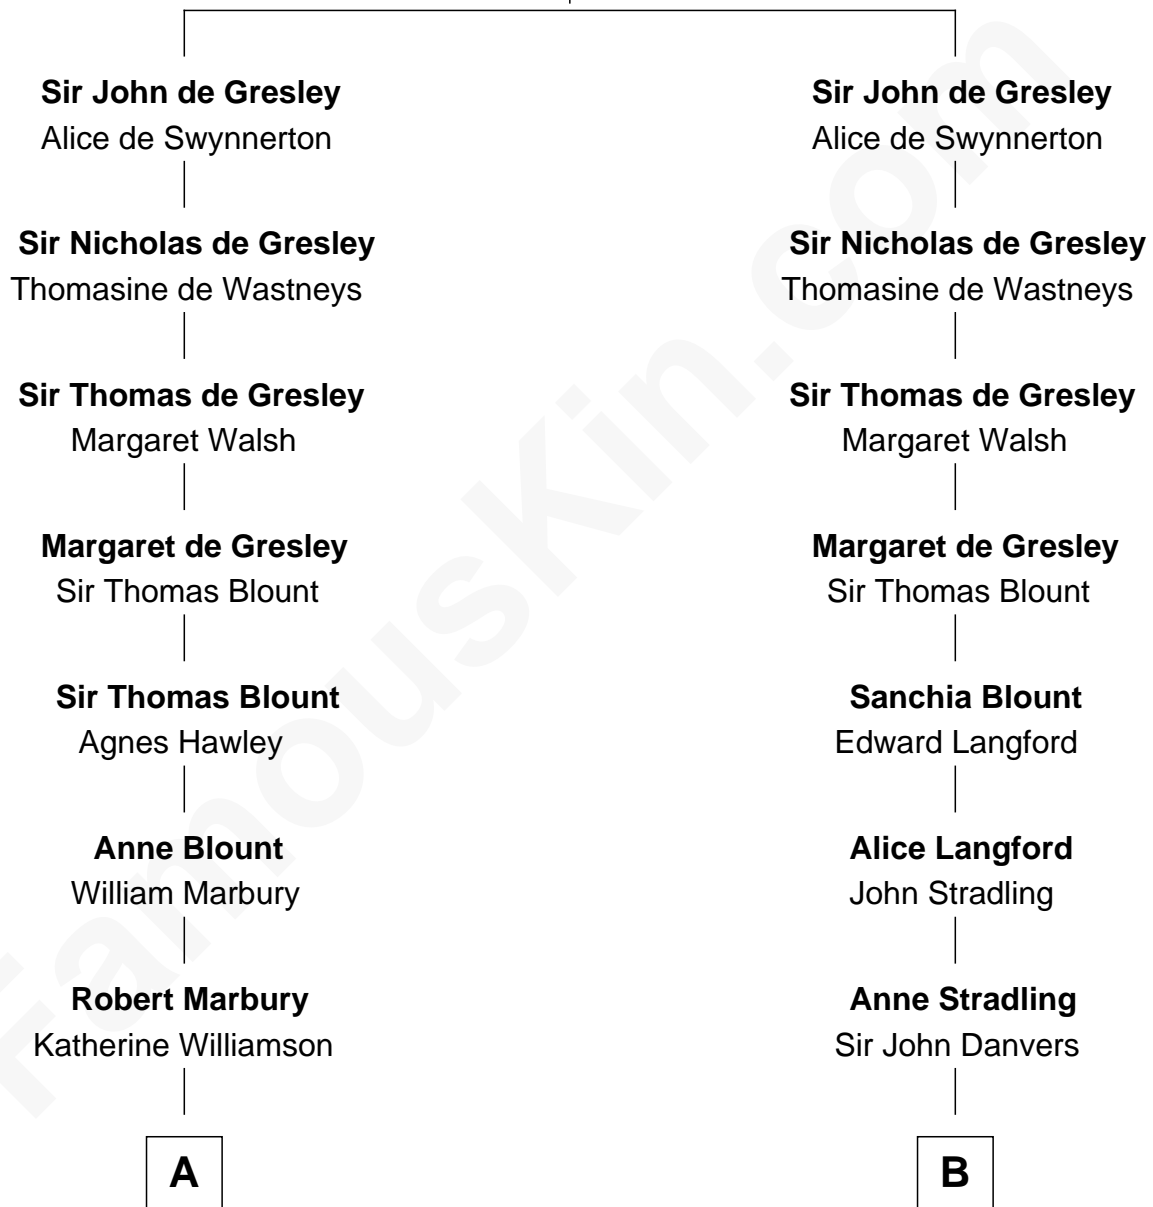 Sir John de Gresley
Alice de Swynnerton
Sir Nicholas de Gresley
Thomasine de Wastneys
Sir Thomas de Gresley
Margaret Walsh
Margaret de Gresley
Sir Thomas Blount
Sir Thomas Blount
Agnes Hawley
Anne Blount
William Marbury
Robert Marbury
Katherine Williamson
A
Sir John de Gresley
Alice de Swynnerton
Sir Nicholas de Gresley
Thomasine de Wastneys
Sir Thomas de Gresley
Margaret Walsh
Margaret de Gresley
Sir Thomas Blount
Sanchia Blount
Edward Langford
Alice Langford
John Stradling
Anne Stradling
Sir John Danvers
B
FamousKin.com